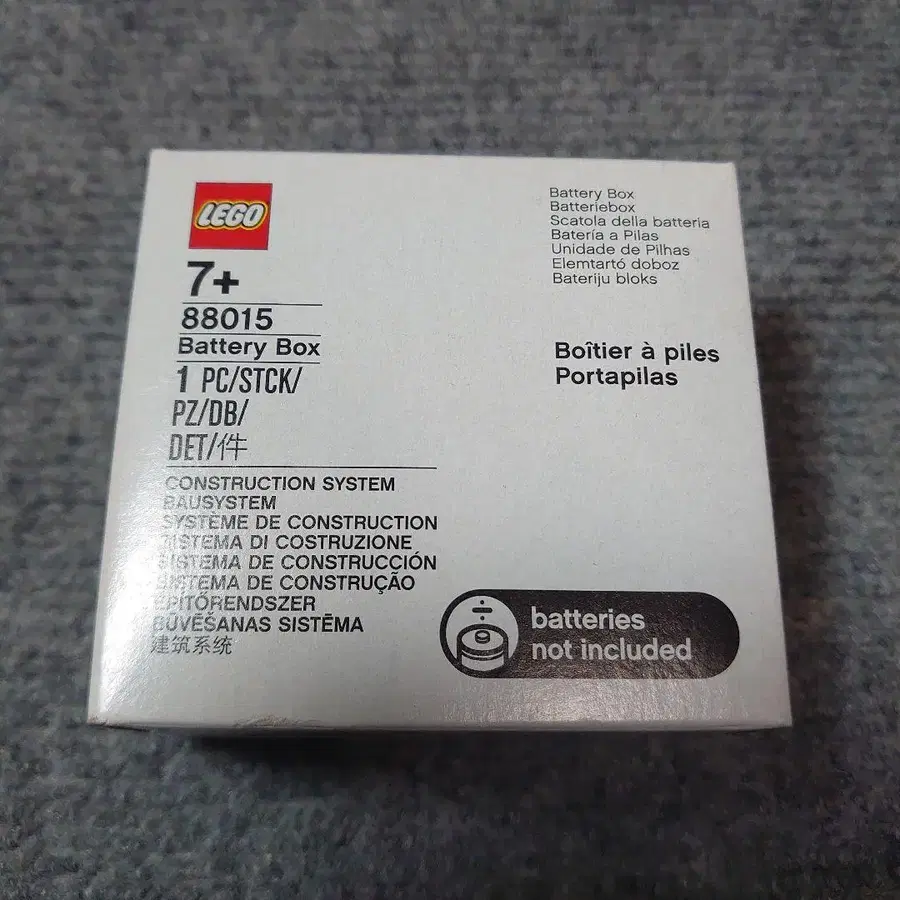 LEGO
7+
88015
Battery Box
1 PC/STCK/
PZ/DB/
DET/件
CONSTRUCTION SYSTEM
BAUSYSTEM
SYSTÈME DE CONSTRUCTION
SISTEMA DI COSTRUZIONE
SISTEMA DE CONSTRUCCIÓN
SISTEMA DE CONSTRUÇÃO
ÉPÍTŐRENDSZER
BŪVĒŠANAS SISTĒMA
建筑系统
Battery Box
Batteriebox
Scatola della batteria
Batería a Pilas
Unidade de Pilhas
Elemtartó doboz
Bateriju bloks
Boîtier à piles
Portapilas
batteries
not included